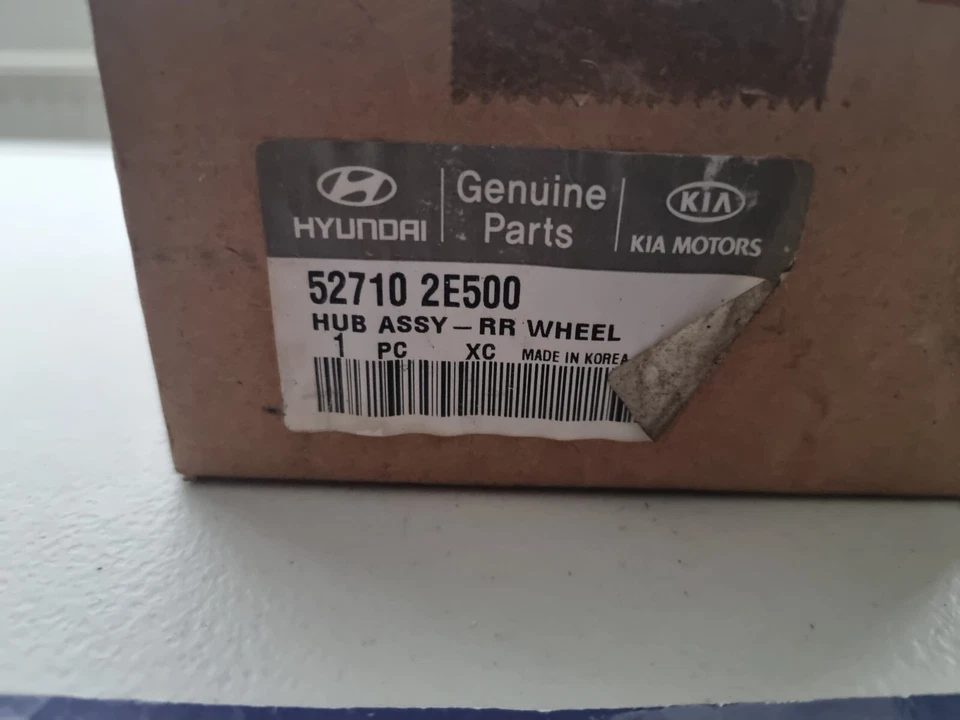 HYUNDAI
Genuine
Parts
KIA
KIA MOTORS
52710 2E500
HUB ASSY-RR WHEEL
1 PC XC MADE IN KOREA